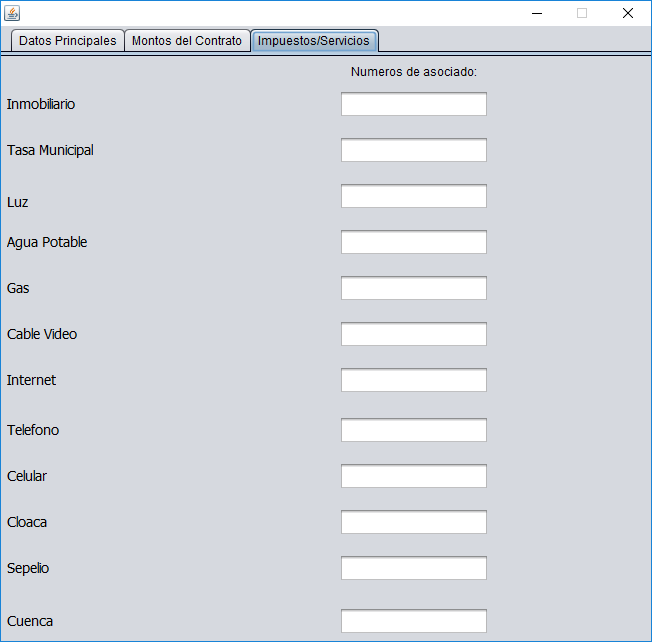 Datos Principales Montos del Contrato Impuestos/Servicios
Numeros de asociado:
Inmobiliario
Tasa Municipal
Luz
Agua Potable
Gas
Cable Video
Internet
Telefono
Celular
Cloaca
Sepelio
Cuenca